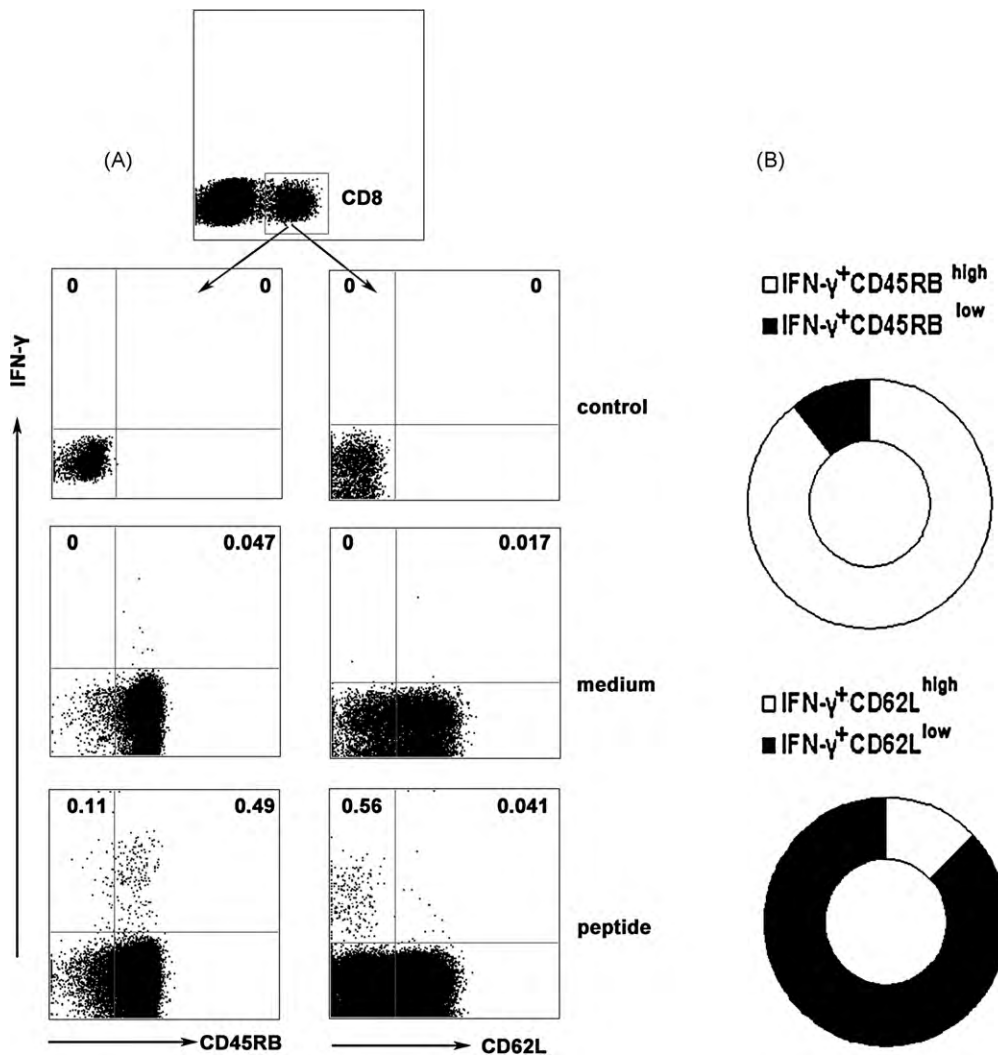 (A)
CD8
(B)
IFN-γ
0 0
0 0
control
0 0.047
0 0.017
medium
0.11 0.49
0.56 0.041
peptide
CD45RB
CD62L
IFN-γ+CD45RB high
IFN-γ+CD45RB low
IFN-γ+CD62L high
IFN-γ+CD62L low